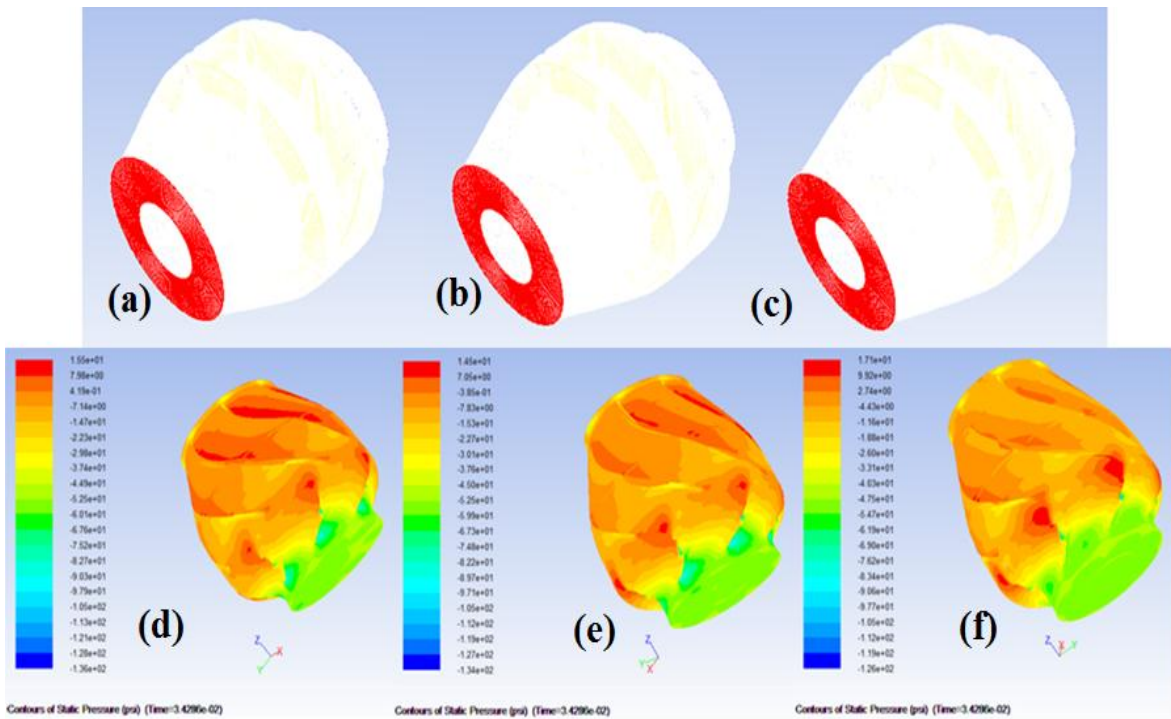 (a)
(b)
(c)
1.55e+01
7.98e+00
4.19e-01
-7.14e+00
-1.47e+01
-2.23e+01
-2.98e+01
-3.74e+01
-4.49e+01
-5.25e+01
-6.01e+01
-6.76e+01
-7.52e+01
-8.27e+01
-9.03e+01
-9.79e+01
-1.05e+02
-1.13e+02
-1.21e+02
-1.28e+02
-1.36e+02
(d)
Z
X
Y
Contours of Static Pressure (psi) (Time=3.4286e-02)
1.45e+01
7.05e+00
-3.85e-01
-7.83e+00
-1.53e+01
-2.27e+01
-3.01e+01
-3.76e+01
-4.50e+01
-5.25e+01
-5.99e+01
-6.73e+01
-7.48e+01
-8.22e+01
-8.97e+01
-9.71e+01
-1.05e+02
-1.12e+02
-1.19e+02
-1.27e+02
-1.34e+02
(e)
Z
Y
X
Contours of Static Pressure (psi) (Time=3.4286e-02)
1.71e+01
9.92e+00
2.74e+00
-4.43e+00
-1.16e+01
-1.88e+01
-2.60e+01
-3.31e+01
-4.03e+01
-4.75e+01
-5.47e+01
-6.19e+01
-6.90e+01
-7.62e+01
-8.34e+01
-9.06e+01
-9.77e+01
-1.05e+02
-1.12e+02
-1.19e+02
-1.26e+02
(f)
Z
Y
X
Contours of Static Pressure (psi) (Time=3.4286e-02)